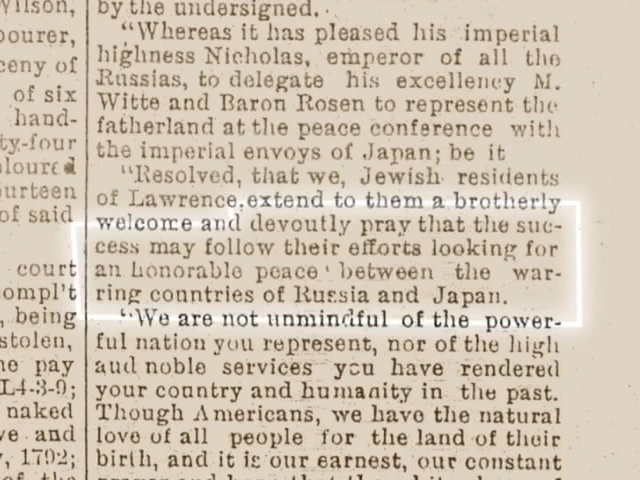 Wilson,
bourer,
ceny of
of six
hand-
ty-four
oloured
ourteen
of said
court
ompl't
, being
stolen,
he pay
L4-3-9;
naked
ve and
, 1792;
of the
by the undersigned.
"Whereas it has pleased his imperial
highness Nicholas, emperor of all the
Russias, to delegate his excellency M.
Witte and Baron Rosen to represent the
fatherland at the peace conference with
the imperial envoys of Japan; be it
"Resolved, that we, Jewish residents
of Lawrence, extend to them a brotherly
welcome and devoutly pray that the suc-
cess may follow their efforts looking for
an honorable peace between the war-
ring countries of Russia and Japan.
"We are not unmindful of the power-
ful nation you represent, nor of the high
and noble services you have rendered
your country and humanity in the past.
Though Americans, we have the natural
love of all people for the land of their
birth, and it is our earnest, our constant